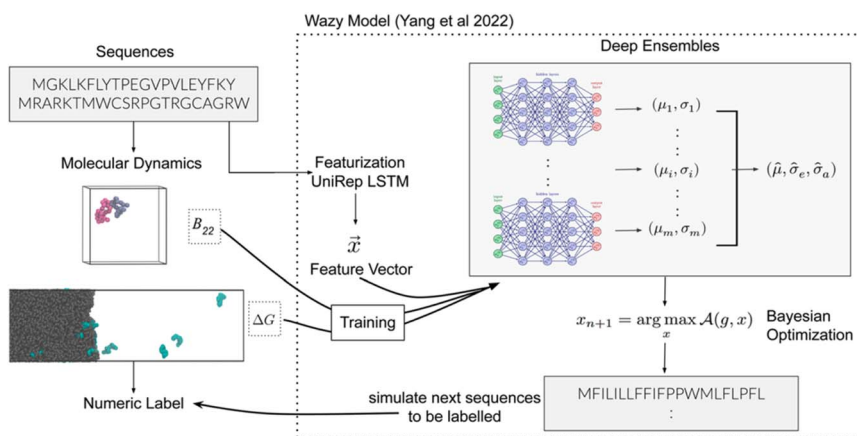 Wazy Model (Yang et al 2022)
Sequences
MGKLKFLYTPEGVPVLEYFKY
MRARKTMWCSRPGTRGCAGRW
Molecular Dynamics
B₂₂
ΔG
Numeric Label
Featurization
UniRep LSTM
x⃗
Feature Vector
Training
Deep Ensembles
(μ₁, σ₁)
(μᵢ, σᵢ)
(μₘ, σₘ)
(μ̂, σ̂ₑ, σ̂ₐ)
xₙ₊₁ = arg max 𝒜(g, x)
x
Bayesian
Optimization
MFILILLFFIFPPWMLFLPFL
:
simulate next sequences
to be labelled